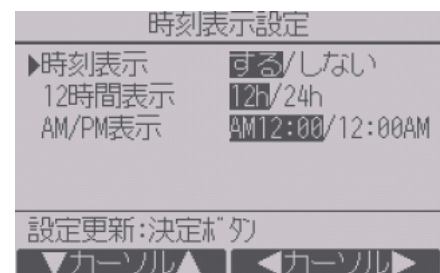 時刻表示設定
▶時刻表示 する/しない
12時間表示 12h/24h
AM/PM表示 AM12:00/12:00AM
設定更新:決定ﾎﾞﾀﾝ
▼カーソル▲ ◀カーソル▶